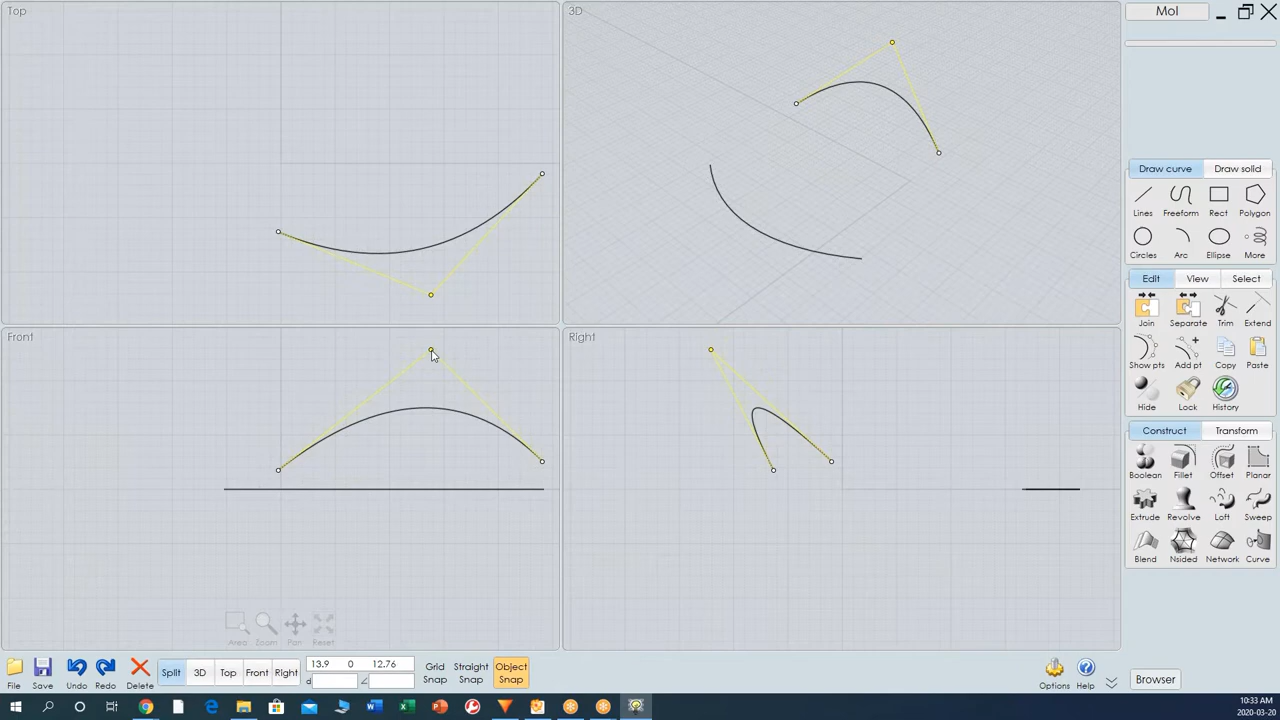 Top
3D
MoI
Draw curve Draw solid
Lines Freeform Rect Polygon
Circles Arc Ellipse More
Edit View Select
Join Separate Trim Extend
Show pts Add pt Copy Paste
Hide Lock History
Construct Transform
Boolean Fillet Offset Planar
Extrude Revolve Loft Sweep
Blend Nsided Network Curve
Front
Right
Area Zoom Pan Reset
File Save Undo Redo Delete
Split 3D Top Front Right
13.9 0 12.76
d ∠
Grid Snap
Straight Snap
Object Snap
Options Help
Browser
10:33 AM
2020-03-20